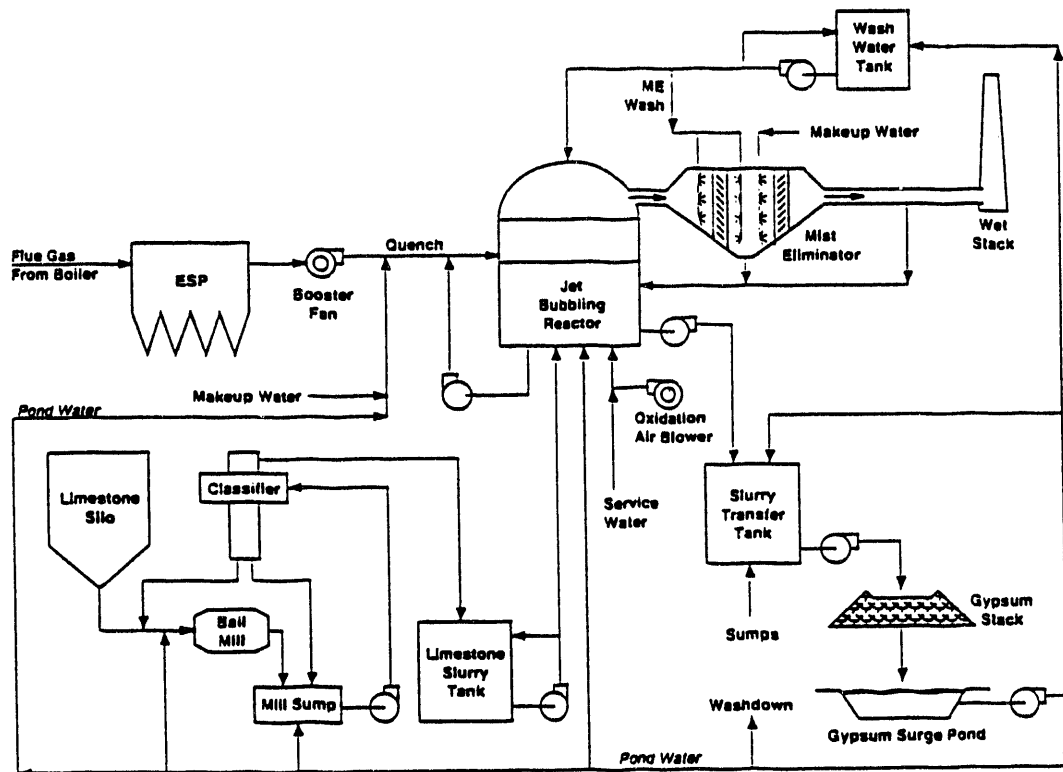 Wash
Water
Tank
ME
Wash
Makeup Water
Wet
Stack
Mist
Eliminator
Flue Gas
From Boiler
ESP
Booster
Fan
Quench
Jet
Bubbling
Reactor
Makeup Water
Pond Water
Oxidation
Air Blower
Limestone
Silo
Classifier
Service
Water
Slurry
Transfer
Tank
Gypsum
Stack
Ball
Mill
Limestone
Slurry
Tank
Sumps
Mill Sump
Washdown
Gypsum Surge Pond
Pond Water